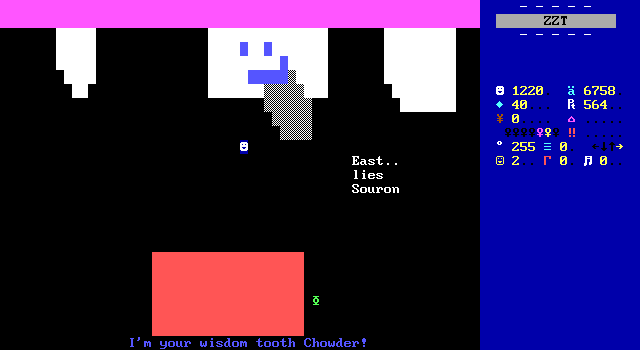 ZZT
1220 ä 6758
40 564
0
255 0
2 0 0
East..
lies
Souron
I'm your wisdom tooth Chowder!